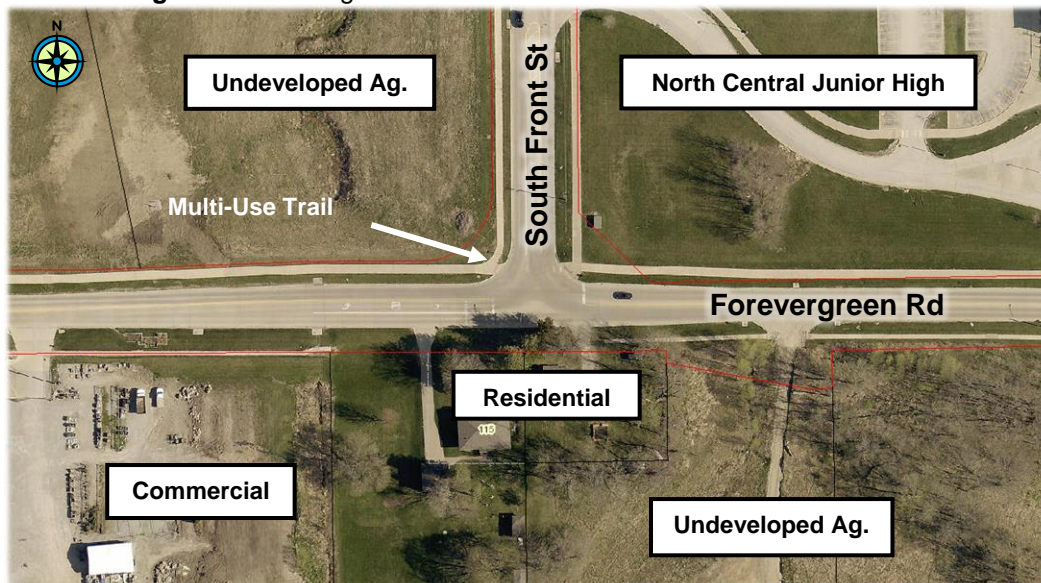 N
Undeveloped Ag.
North Central Junior High
South Front St
Multi-Use Trail
Forevergreen Rd
Residential
115
Commercial
Undeveloped Ag.